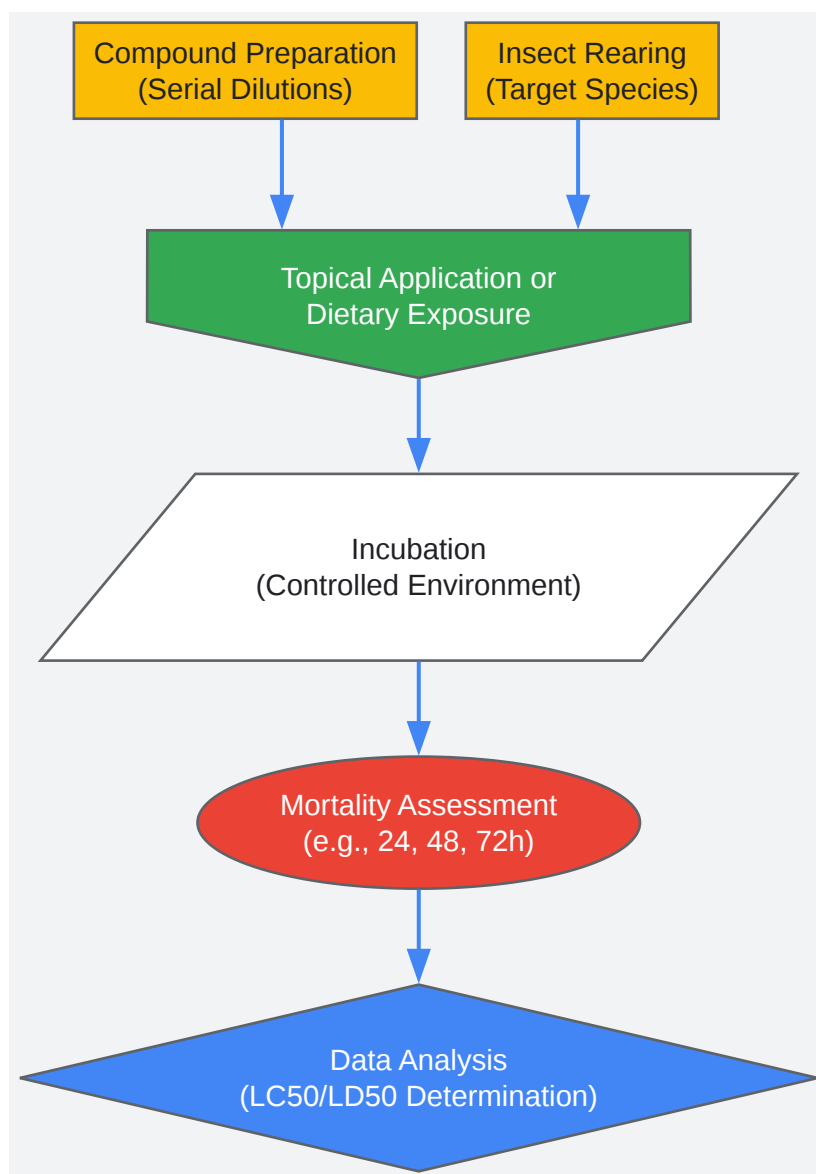 Compound Preparation
(Serial Dilutions)
Insect Rearing
(Target Species)
Topical Application or
Dietary Exposure
Incubation
(Controlled Environment)
Mortality Assessment
(e.g., 24, 48, 72h)
Data Analysis
(LC50/LD50 Determination)